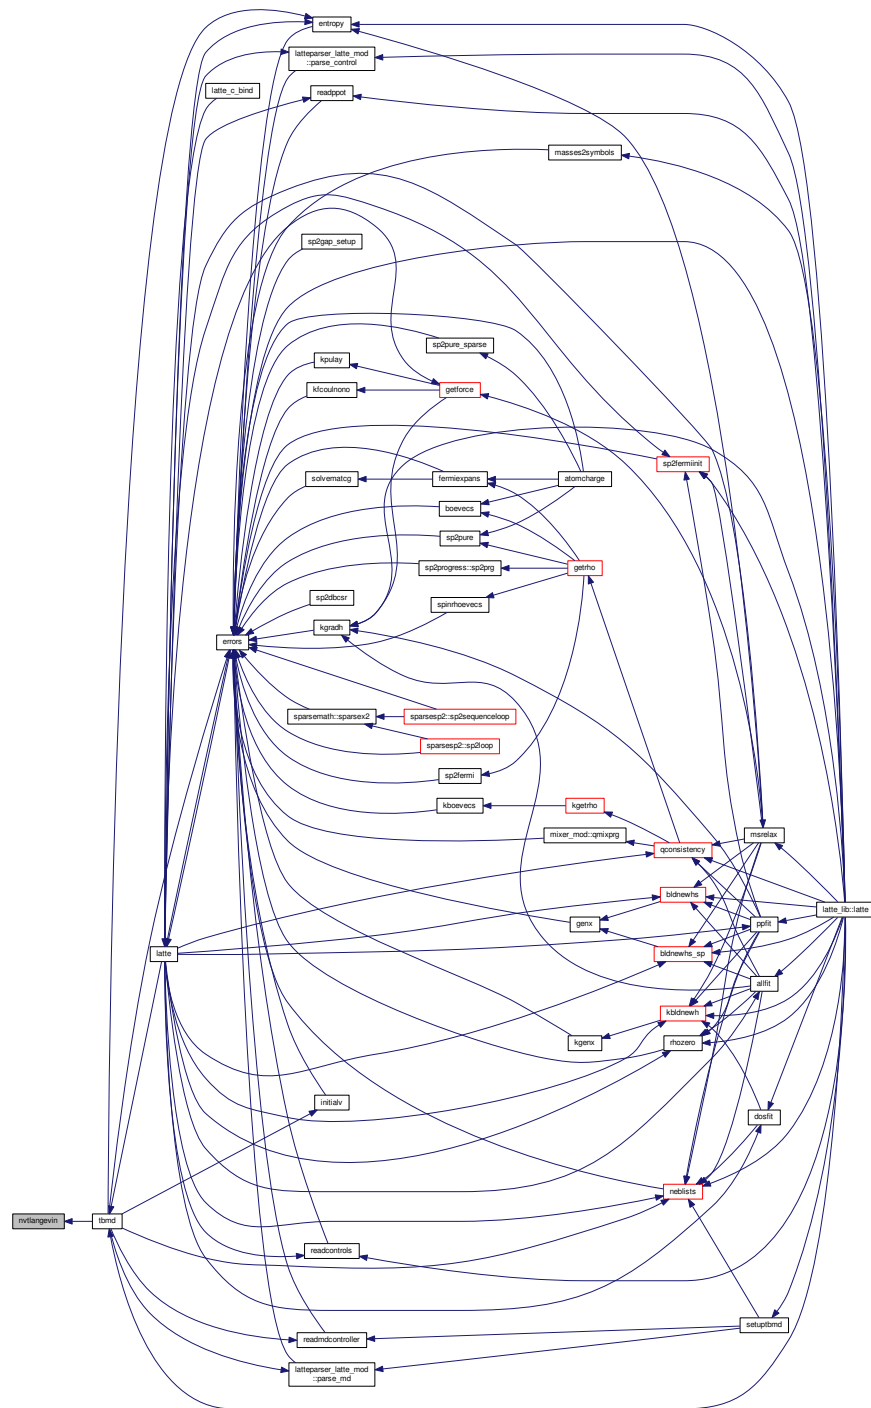 entropy
latteparser_latte_mod
::parse_control
latte_c_bind
readppot
masses2symbols
sp2gap_setup
sp2pure_sparse
kpulay
kfcoulnono
getforce
sp2fermiinit
solvematcg
fermiexpans
atomcharge
boevecs
sp2pure
sp2progress::sp2prg
getrho
sp2dbcsr
spinrhoevecs
kgradh
errors
sparsemath::sparsex2
sparsesp2::sp2sequenceloop
sparsesp2::sp2loop
sp2fermi
kboevecs
kgetrho
mixer_mod::qmixprg
msrelax
qconsistency
bldnewhs
latte_lib::latte
genx
ppfit
latte
bldnewhs_sp
allfit
kbldnewh
kgenx
rhozero
initialv
dosfit
neblists
nvtlangevin
tbmd
readcontrols
setuptbmd
readmdcontroller
latteparser_latte_mod
::parse_md